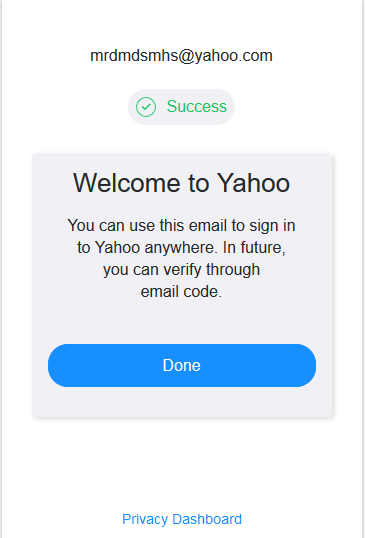 mrdmdsmhs@yahoo.com
Success
Welcome to Yahoo
You can use this email to sign in
to Yahoo anywhere. In future,
you can verify through
email code.
Done
Privacy Dashboard